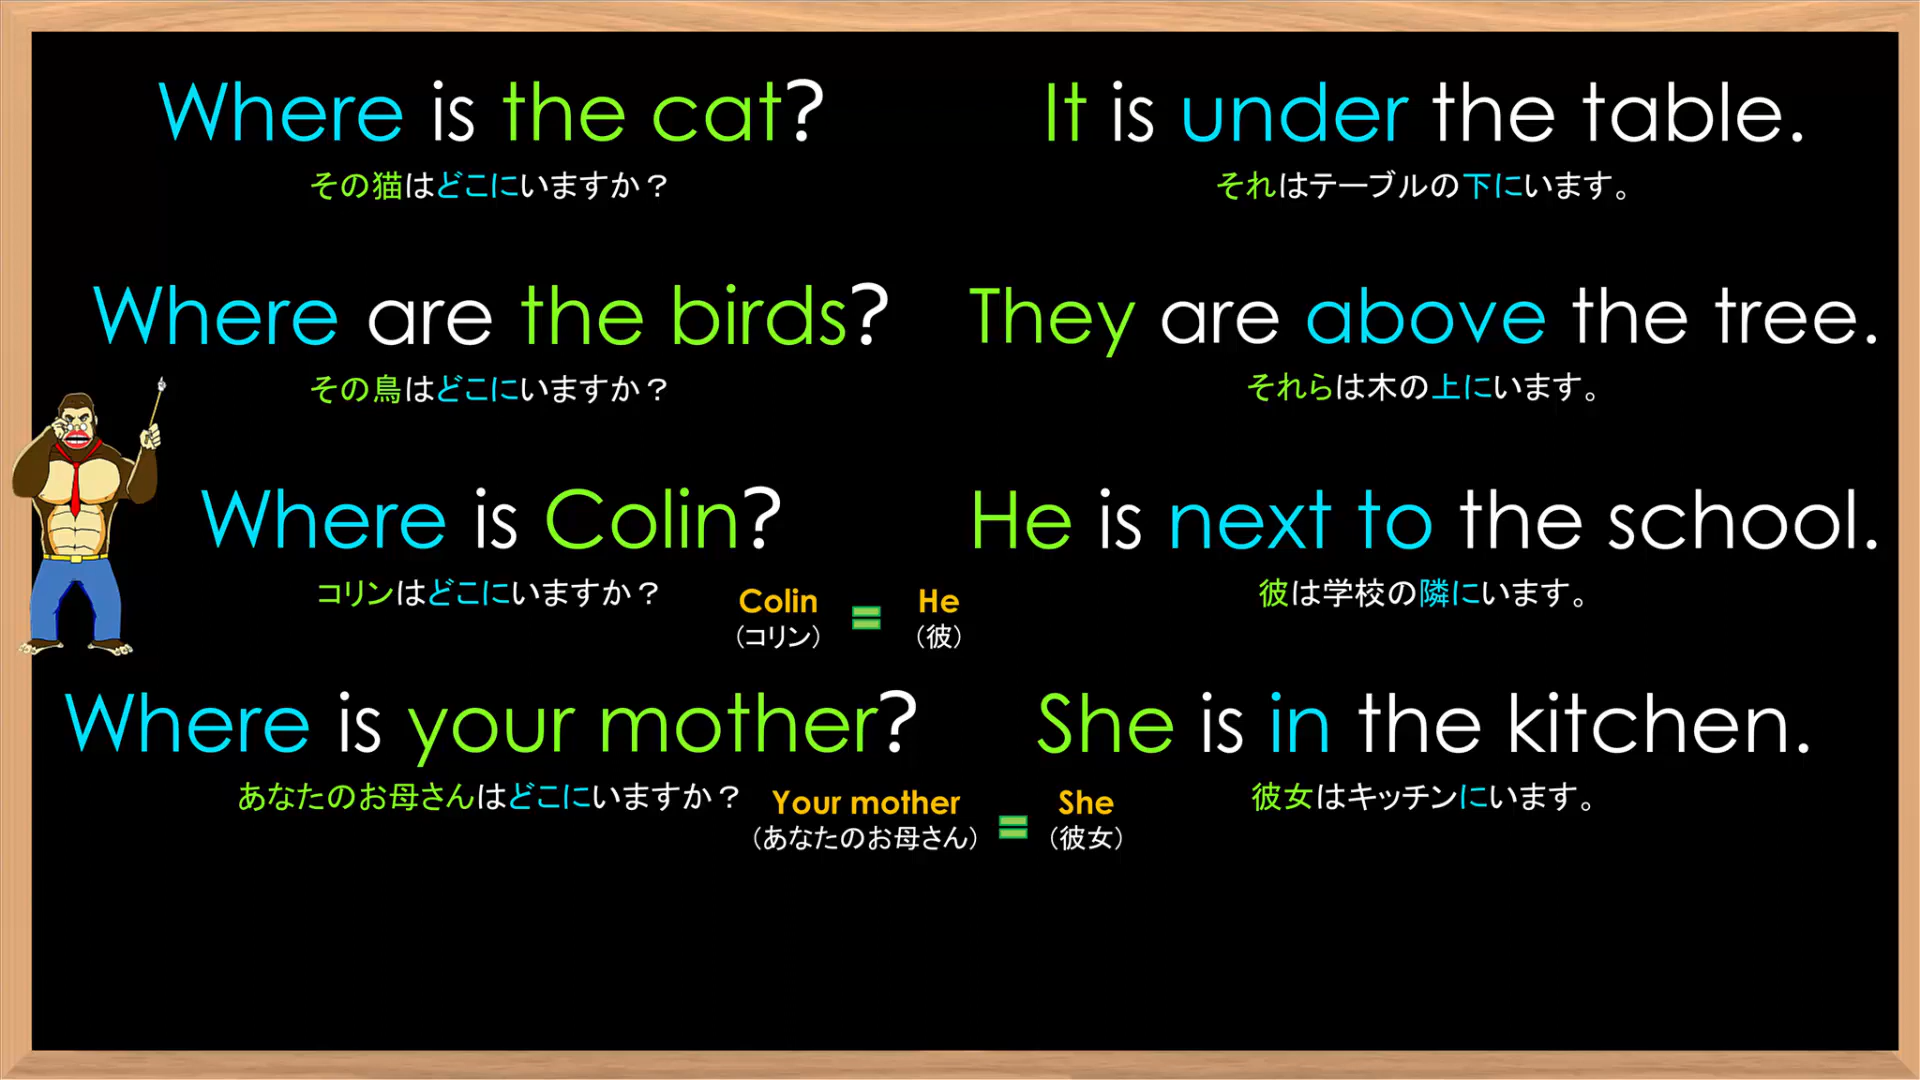 Where is the cat?
その猫はどこにいますか？
It is under the table.
それはテーブルの下にいます。
Where are the birds?
その鳥はどこにいますか？
They are above the tree.
それらは木の上にいます。
Where is Colin?
コリンはどこにいますか？
He is next to the school.
彼は学校の隣にいます。
Colin = He
（コリン） （彼）
Where is your mother?
あなたのお母さんはどこにいますか？
She is in the kitchen.
彼女はキッチンにいます。
Your mother = She
（あなたのお母さん） （彼女）